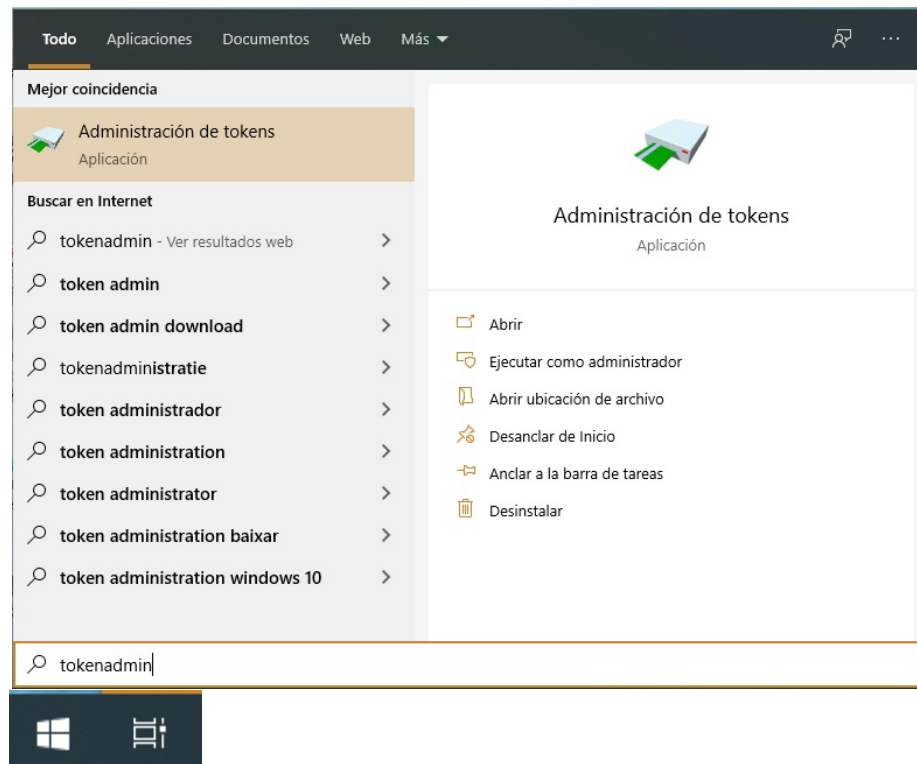 Todo Aplicaciones Documentos Web Más
Mejor coincidencia
Administración de tokens
Aplicación
Buscar en Internet
tokenadmin - Ver resultados web
token admin
token admin download
tokenadministratie
token administrador
token administration
token administrator
token administration baixar
token administration windows 10
Administración de tokens
Aplicación
Abrir
Ejecutar como administrador
Abrir ubicación de archivo
Desanclar de Inicio
Anclar a la barra de tareas
Desinstalar
tokenadmin